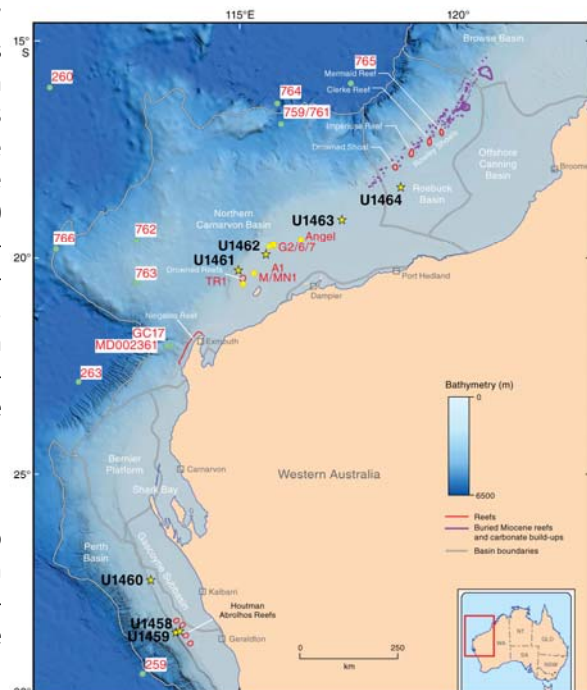 115°E
120°
15°
S
Browse Basin
260
765
Mermaid Reef
764
Clerke Reef
759/761
Imperiuse Reef
Rowley Shoals
Drowned Shoal
Offshore
Canning
Basin
Broome
Roebuck
Basin
U1464
Northern
Carnarvon Basin
U1463
762
Angel
U1462
G2/6/7
766
20°
U1461
Drowned Reefs
A1
M/MN1
TR1
763
Port Hedland
Dampier
Ningaloo Reef
GC17
MD002361
Exmouth
263
Bathymetry (m)
0
6500
25°
Bernier
Platform
Carnarvon
Western Australia
Shark Bay
Reefs
Buried Miocene reefs
and carbonate build-ups
Basin boundaries
Perth
Basin
Gascoyne Subbasin
U1460
Kalbarri
Houtman
Abrolhos Reefs
U1458
U1459
Geraldton
0
250
km
259
WA
NT
SA
QLD
NSW